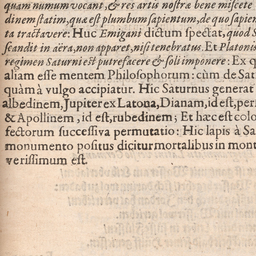 quam numum vocant, & res artis nostræ bene miscete
dinem statim, quæ est plumbum sapientum, de quo sapien
ta tractavere: Huc Emigani dictum spectat, quod S
scandit in aëra, non apparet, nisi tenebratus. Et Platonis
regimen Saturni est putrefacere & soli imponere: Ex q
aliam esse mentem Philosophorum: cùm de Sat
quàm à vulgo accipiatur. Hic Saturnus generat
albedinem, Jupiter ex Latona, Dianam, id est, per
& Apollinem, id est, rubedinem; Et hæc est colo
fectorum successiva permutatio: Hic lapis à Sa
monumento positus dicitur mortalibus in mont
verissimum est.